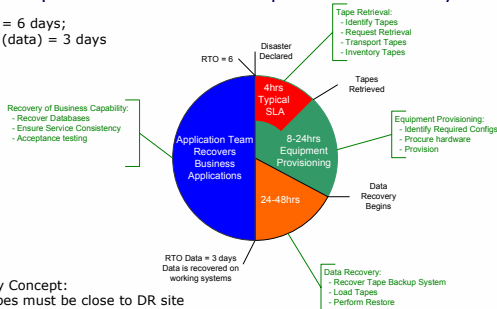 = 6 days;
(data) = 3 days
Tape Retrieval:
- Identify Tapes
- Request Retrieval
- Transport Tapes
- Inventory Tapes
Disaster
Declared
RTO = 6
Tapes
Retrieved
4hrs
Typical
SLA
Recovery of Business Capability:
- Recover Databases
- Ensure Service Consistency
- Acceptance testing
Application Team
Recovers
Business
Applications
8-24hrs
Equipment
Provisioning
Equipment Provisioning:
- Identify Required Configs
- Procure hardware
- Provision
24-48hrs
Data
Recovery
Begins
RTO Data = 3 days
Data is recovered on
working systems
Data Recovery:
- Recover Tape Backup System
- Load Tapes
- Perform Restore
Concept:
must be close to DR site